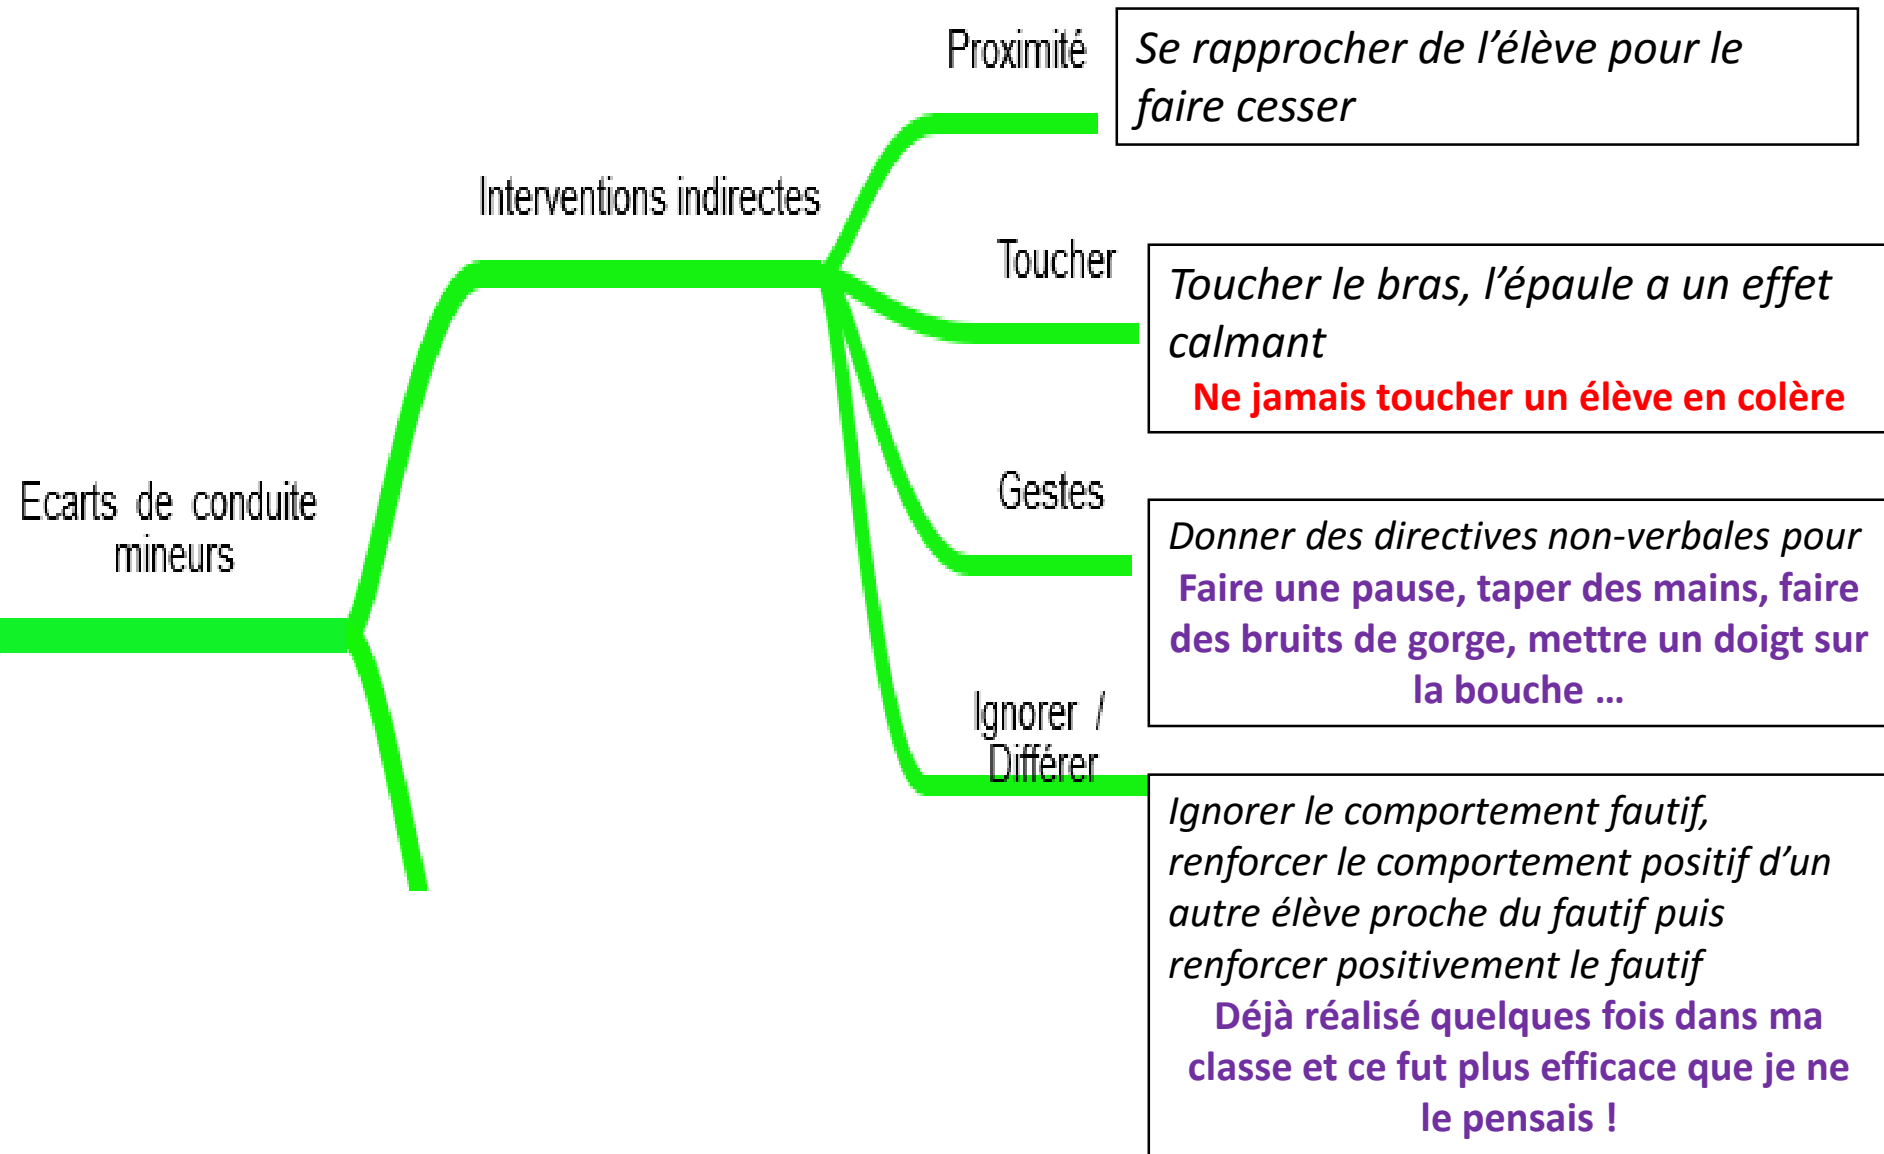 Proximité
Se rapprocher de l’élève pour le
faire cesser
Interventions indirectes
Toucher
Toucher le bras, l’épaule a un effet
calmant
Ne jamais toucher un élève en colère
Ecarts de conduite
mineurs
Gestes
Donner des directives non-verbales pour
Faire une pause, taper des mains, faire
des bruits de gorge, mettre un doigt sur
la bouche …
Ignorer /
Différer
Ignorer le comportement fautif,
renforcer le comportement positif d’un
autre élève proche du fautif puis
renforcer positivement le fautif
Déjà réalisé quelques fois dans ma
classe et ce fut plus efficace que je ne
le pensais !